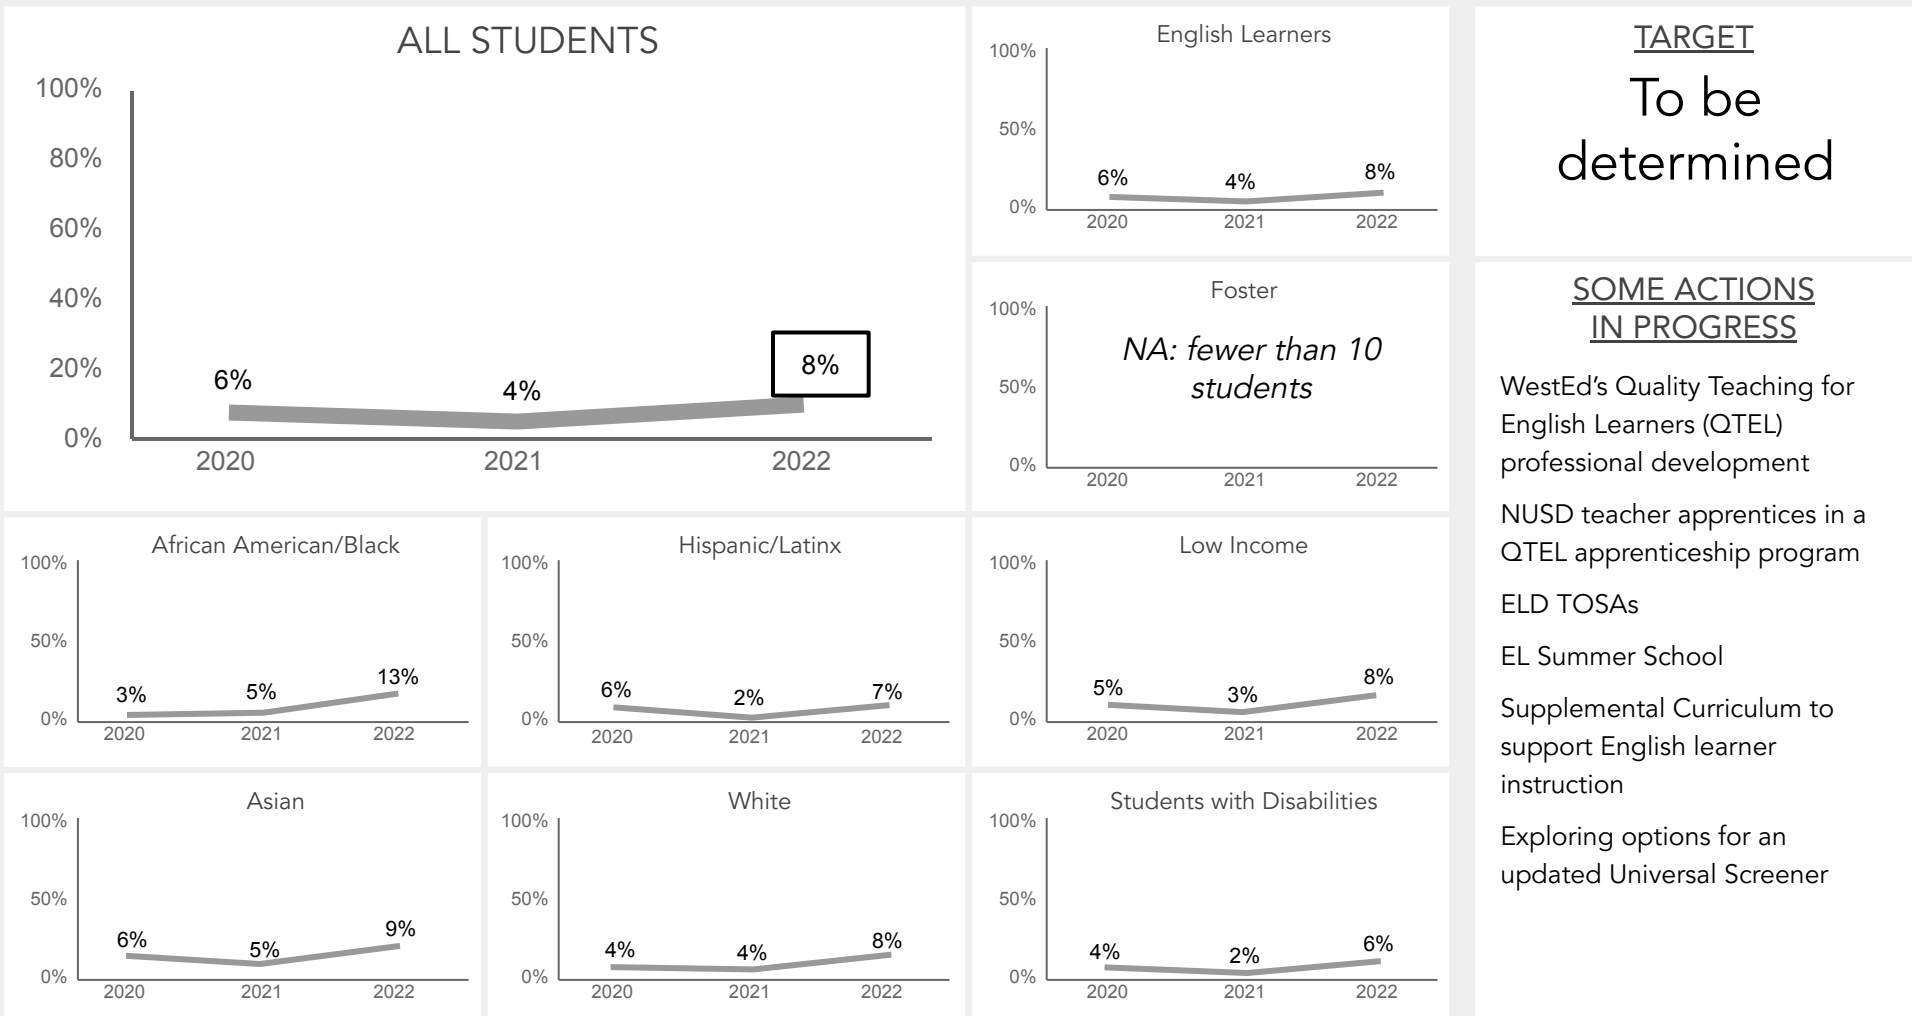 ALL STUDENTS
100%
80%
60%
40%
20%
0%
6%
4%
8%
2020
2021
2022
English Learners
100%
50%
0%
6%
4%
8%
2020
2021
2022
Foster
100%
50%
0%
NA: fewer than 10
students
2020
2021
2022
African American/Black
100%
50%
0%
3%
5%
13%
2020
2021
2022
Hispanic/Latinx
100%
50%
0%
6%
2%
7%
2020
2021
2022
Low Income
100%
50%
0%
5%
3%
8%
2020
2021
2022
Asian
100%
50%
0%
6%
5%
9%
2020
2021
2022
White
100%
50%
0%
4%
4%
8%
2020
2021
2022
Students with Disabilities
100%
50%
0%
4%
2%
6%
2020
2021
2022
TARGET
To be
determined
SOME ACTIONS
IN PROGRESS
WestEd’s Quality Teaching for
English Learners (QTEL)
professional development
NUSD teacher apprentices in a
QTEL apprenticeship program
ELD TOSAs
EL Summer School
Supplemental Curriculum to
support English learner
instruction
Exploring options for an
updated Universal Screener